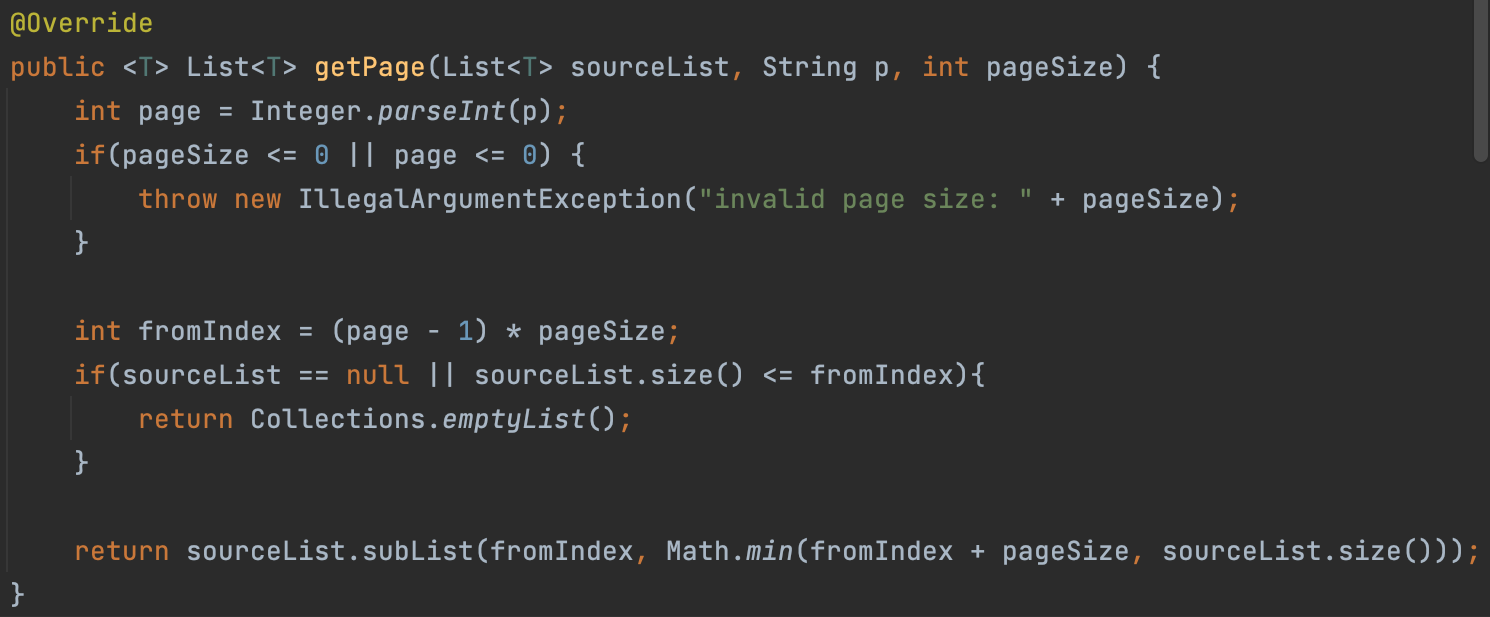 @Override
public <T> List<T> getPage(List<T> sourceList, String p, int pageSize) {
    int page = Integer.parseInt(p);
    if(pageSize <= 0 || page <= 0) {
        throw new IllegalArgumentException("invalid page size: " + pageSize);
    }

    int fromIndex = (page - 1) * pageSize;
    if(sourceList == null || sourceList.size() <= fromIndex){
        return Collections.emptyList();
    }

    return sourceList.subList(fromIndex, Math.min(fromIndex + pageSize, sourceList.size()));
}